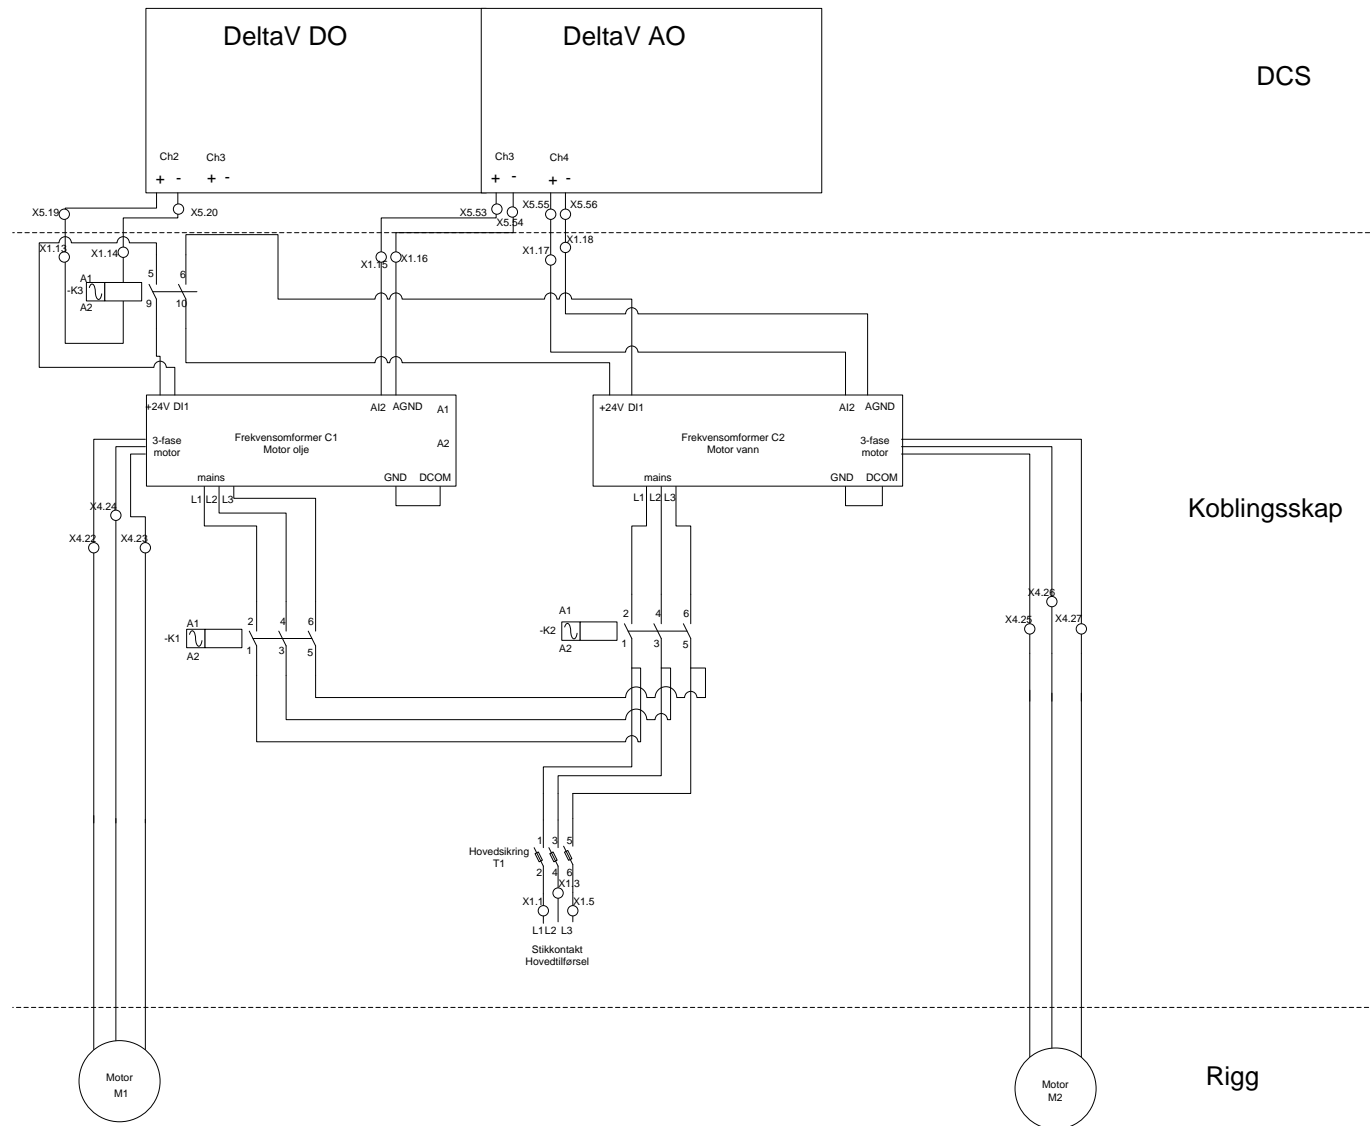 DeltaV DO
DeltaV AO
DCS
Ch2
Ch3
Ch3
Ch4
+ -
+ -
+ -
+ -
X5.19
X5.20
X5.53
X5.54
X5.55
X5.56
X1.13
X1.14
X1.15
X1.16
X1.17
X1.18
A1
-K3
A2
5
6
9
10
+24V DI1
AI2 AGND
A1
+24V DI1
AI2 AGND
3-fase
motor
Frekvensomformer C1
Motor olje
A2
Frekvensomformer C2
Motor vann
3-fase
motor
mains
GND DCOM
mains
GND DCOM
L1 L2 L3
L1 L2 L3
X4.24
X4.22
X4.23
Koblingsskap
X4.26
X4.25
X4.27
A1
-K1
A2
2
4
6
1
3
5
A1
-K2
A2
2
4
6
1
3
5
Hovedsikring
T1
1
3
5
2
4
6
X1.3
X1.1
X1.5
L1 L2 L3
Stikkontakt
Hovedtilførsel
Motor
M1
Motor
M2
Rigg